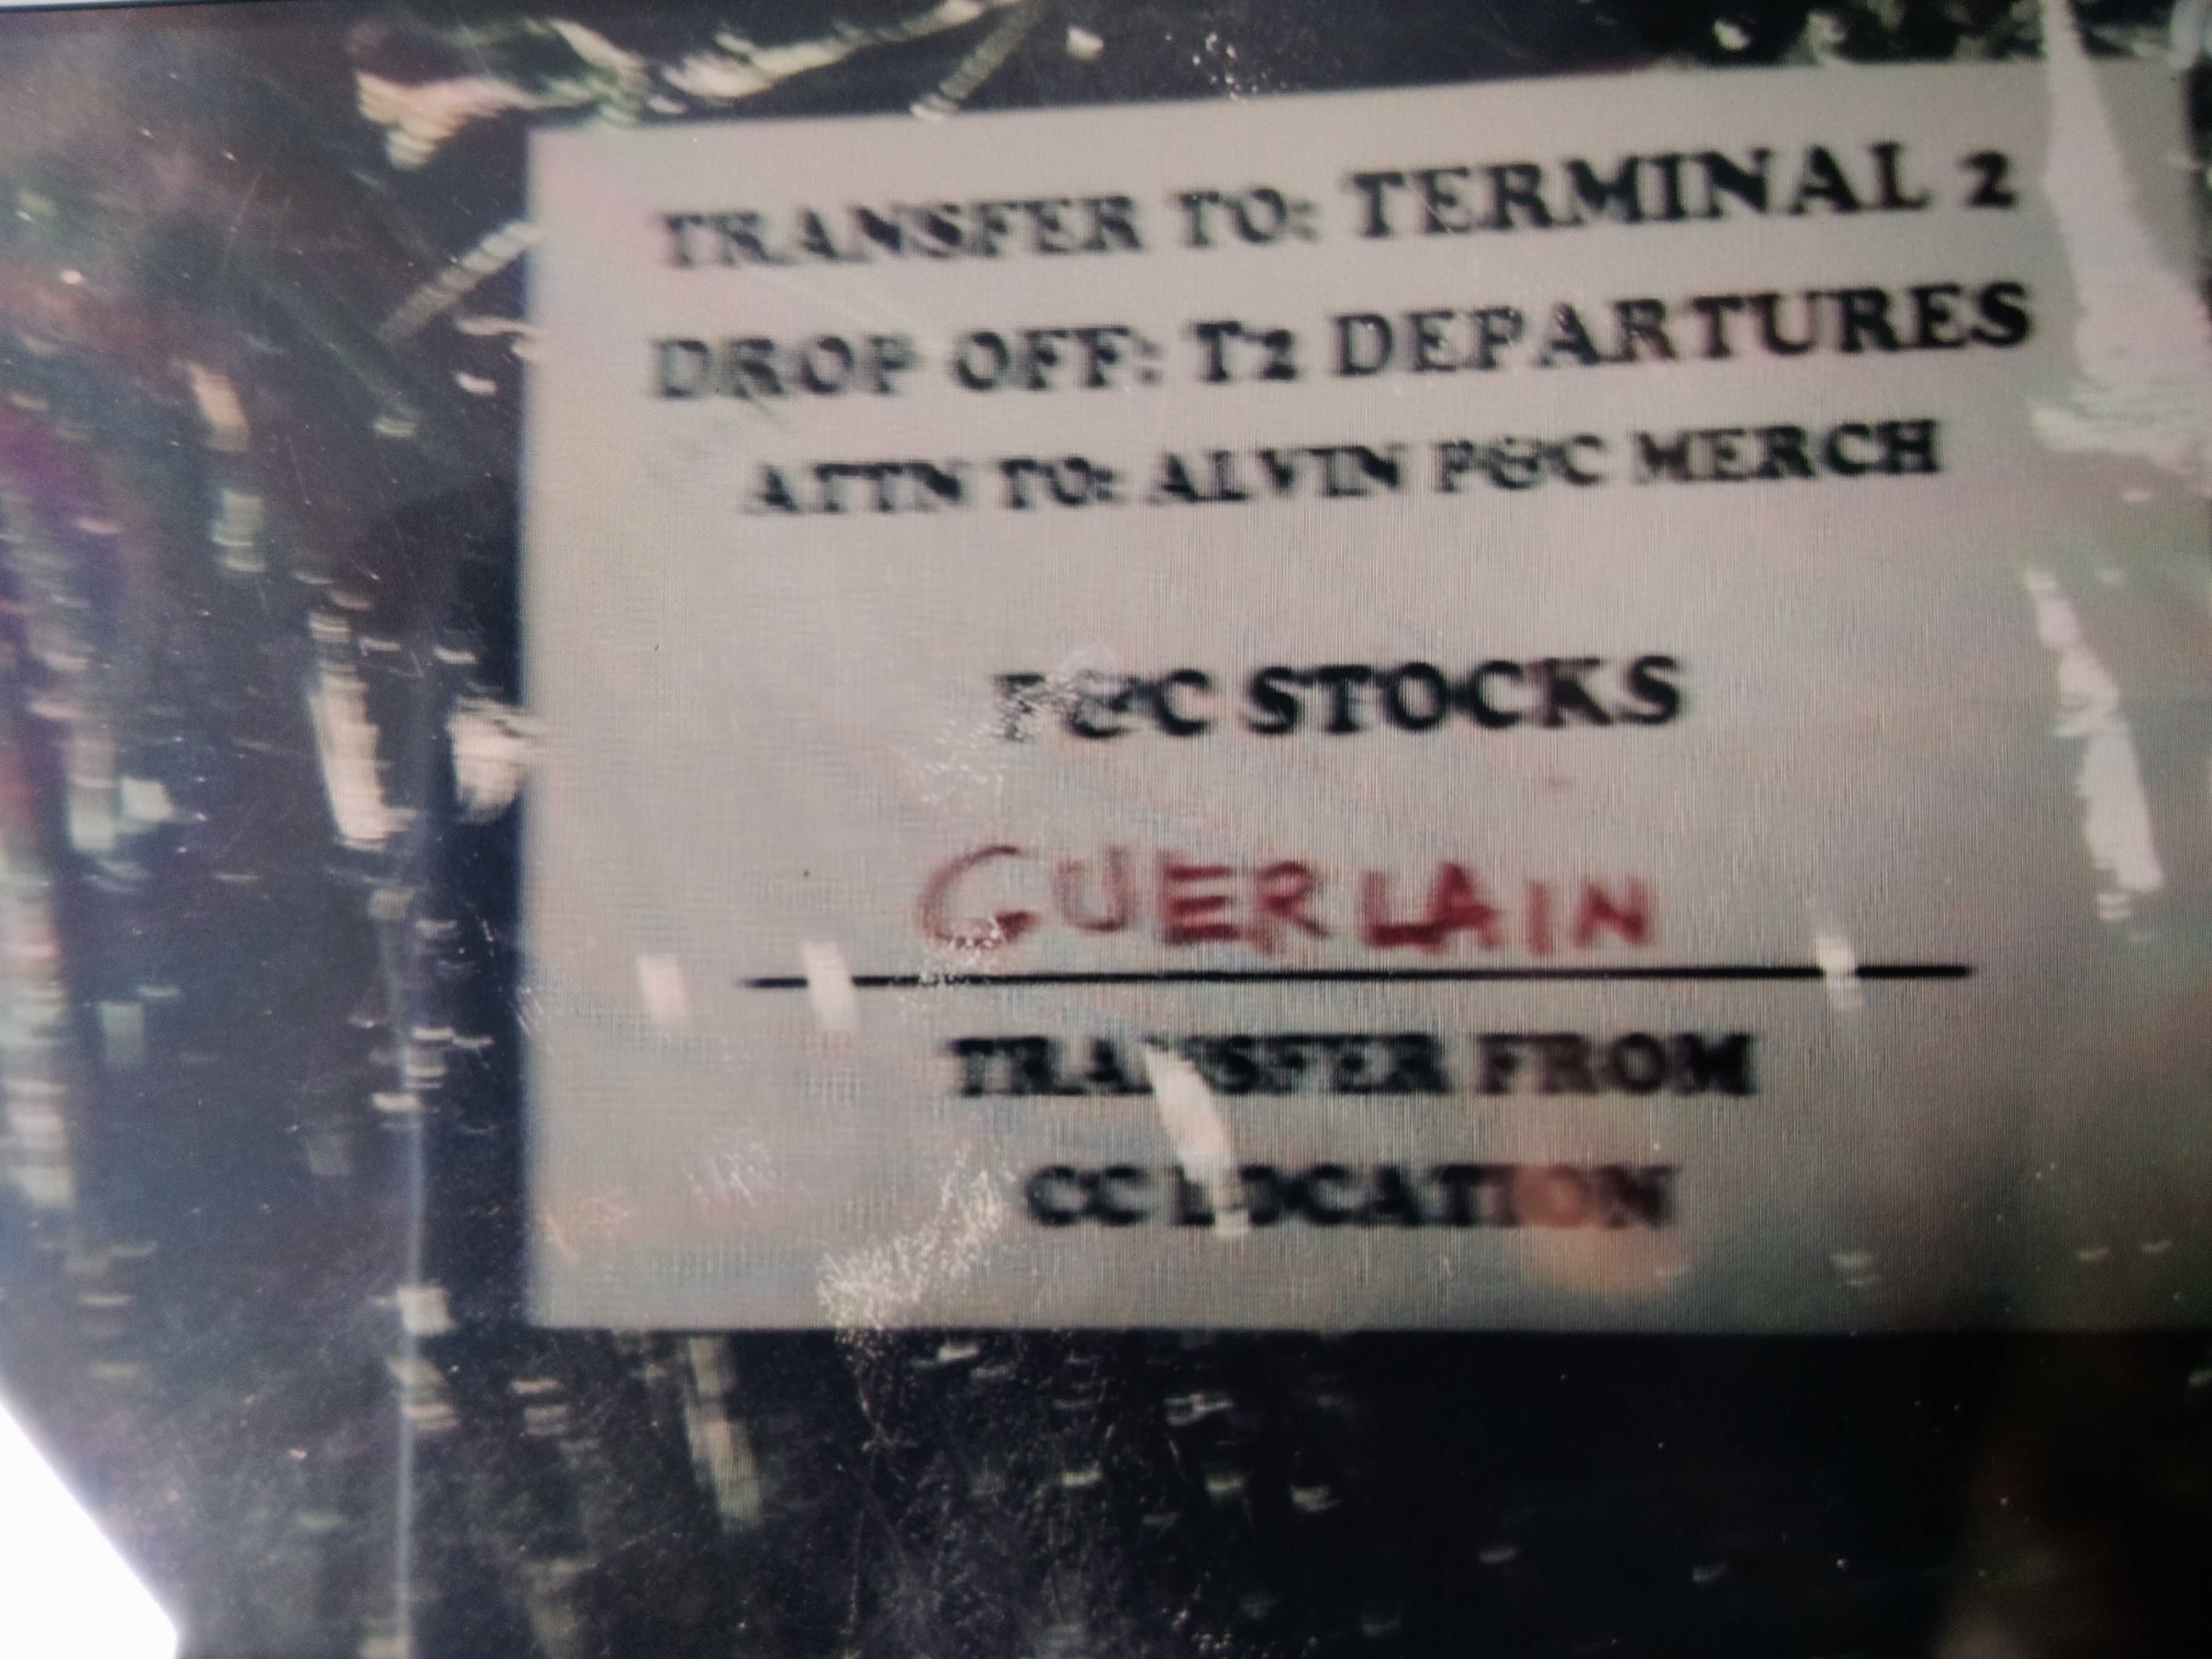 TRANSFER TO: TERMINAL 2
DROP OFF: T2 DEPARTURES
ATTN TO: ALVIN P&C MERCH
P&C STOCKS
GUERLAIN
TRANSFER FROM
CC LOCATION